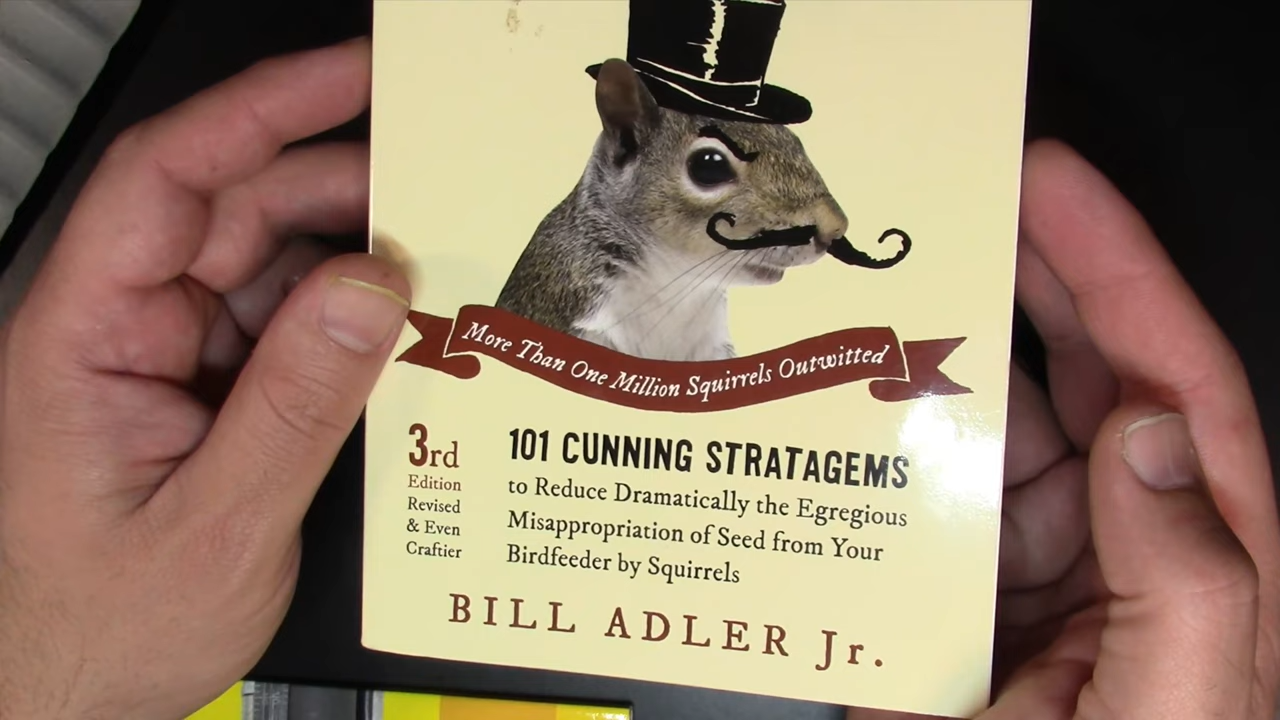 More Than One Million Squirrels Outwitted
3rd
Edition
Revised
& Even
Craftier
101 CUNNING STRATAGEMS
to Reduce Dramatically the Egregious
Misappropriation of Seed from Your
Birdfeeder by Squirrels
BILL ADLER Jr.